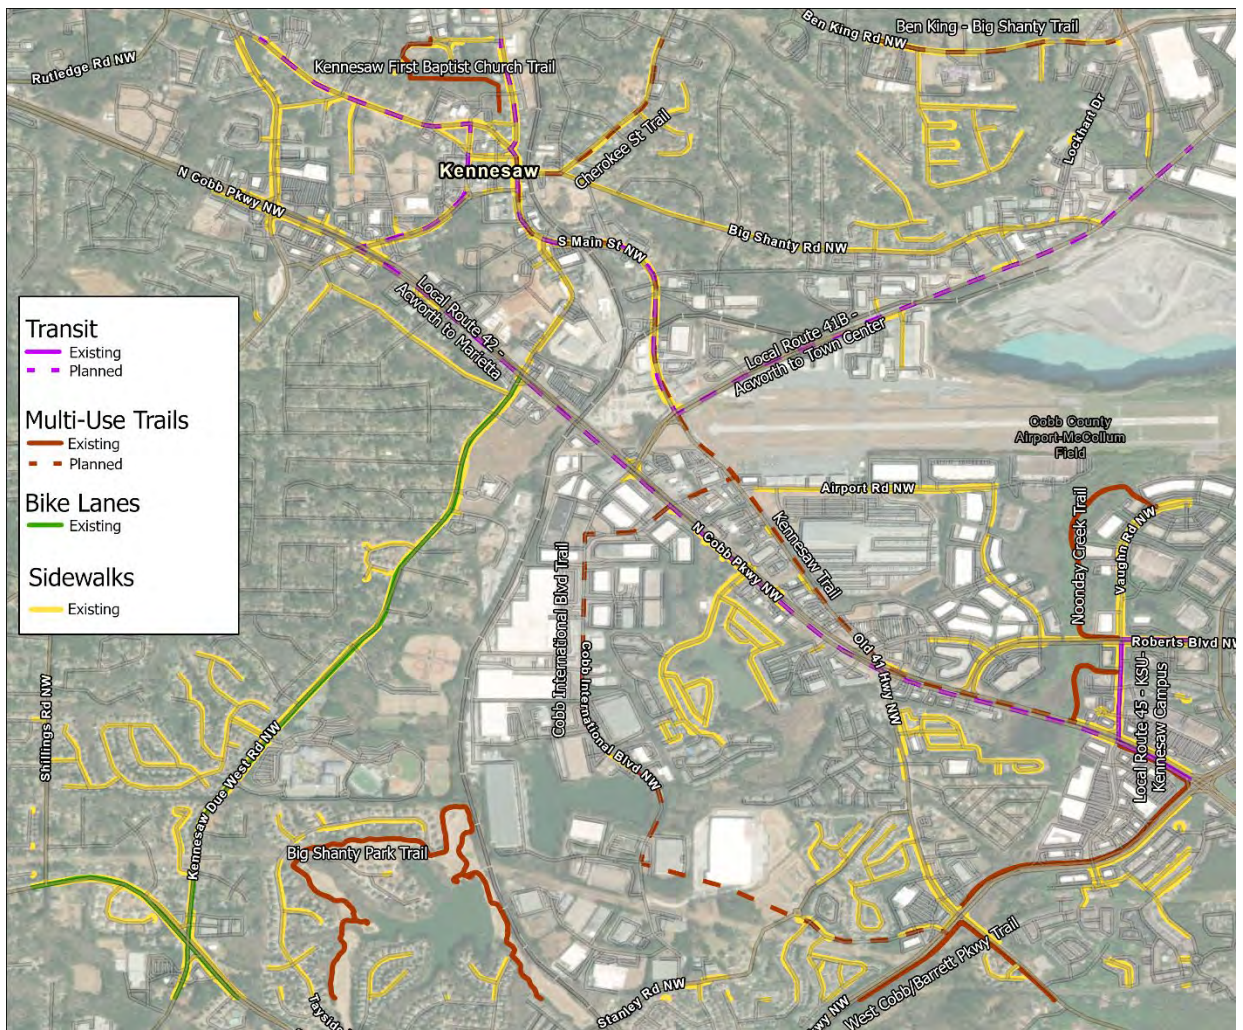 Ben King Rd NW
Ben King - Big Shanty Trail
Rutledge Rd NW
Kennesaw First Baptist Church Trail
Lockhart Dr
Cherokee St Trail
Kennesaw
N Cobb Pkwy NW
Big Shanty Rd NW
S Main St NW
Local Route 42 -
Acworth to Marietta
Local Route 41B -
Acworth to Town Center
Transit
Existing
Planned
Multi-Use Trails
Existing
Planned
Bike Lanes
Existing
Sidewalks
Existing
Cobb County
Airport-McCollum
Field
Airport Rd NW
Kennesaw Trail
N Cobb Pkwy NW
Noonday Creek Trail
Vaughn Rd NW
Cobb International Blvd Trail
Cobb International Blvd NW
Old 41 Hwy NW
Roberts Blvd NW
Local Route 45 - KSU-
Kennesaw Campus
Shillings Rd NW
Kennesaw Due West Rd NW
Big Shanty Park Trail
Stanley Rd NW
West Cobb/Barrett Pkwy Trail
wy NW
Tayside